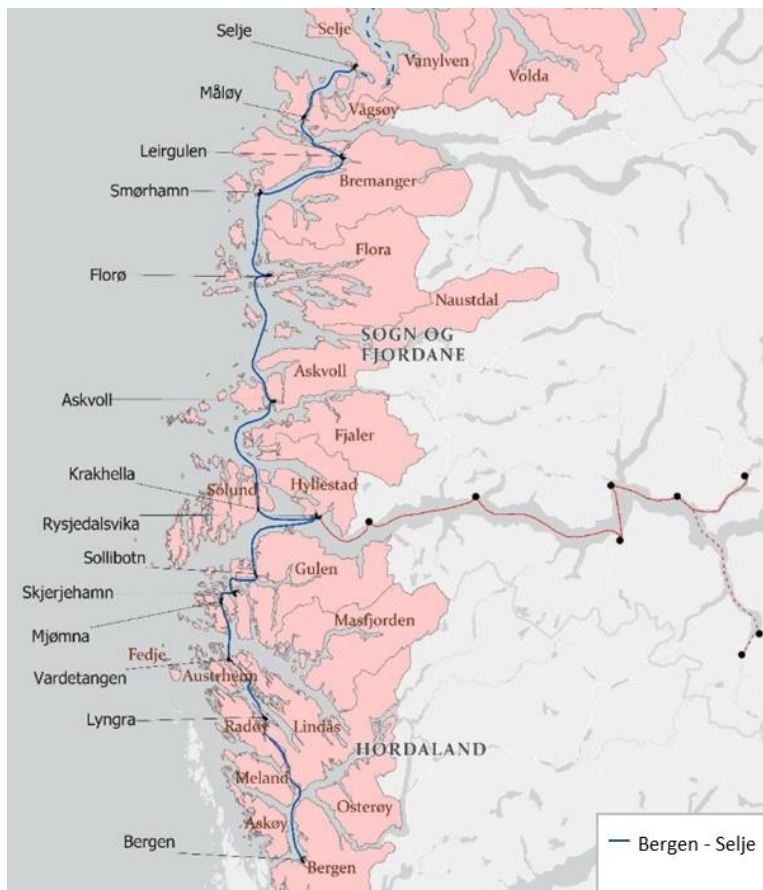 Selje
Selje
Vanylven
Volda
Måløy
Vågsøy
Leirgulen
Bremanger
Smørhamn
Flora
Florø
Naustdal
SOGN OG
FJORDANE
Askvoll
Askvoll
Fjaler
Krakhella
Solund
Hyllestad
Rysjedalsvika
Sollibotn
Gulen
Skjerjehamn
Masfjorden
Mjømna
Fedje
Vardetangen
Austrheim
Lyngra
Radøy
Lindås
HORDALAND
Meland
Osterøy
Askøy
Bergen
Bergen
Bergen - Selje